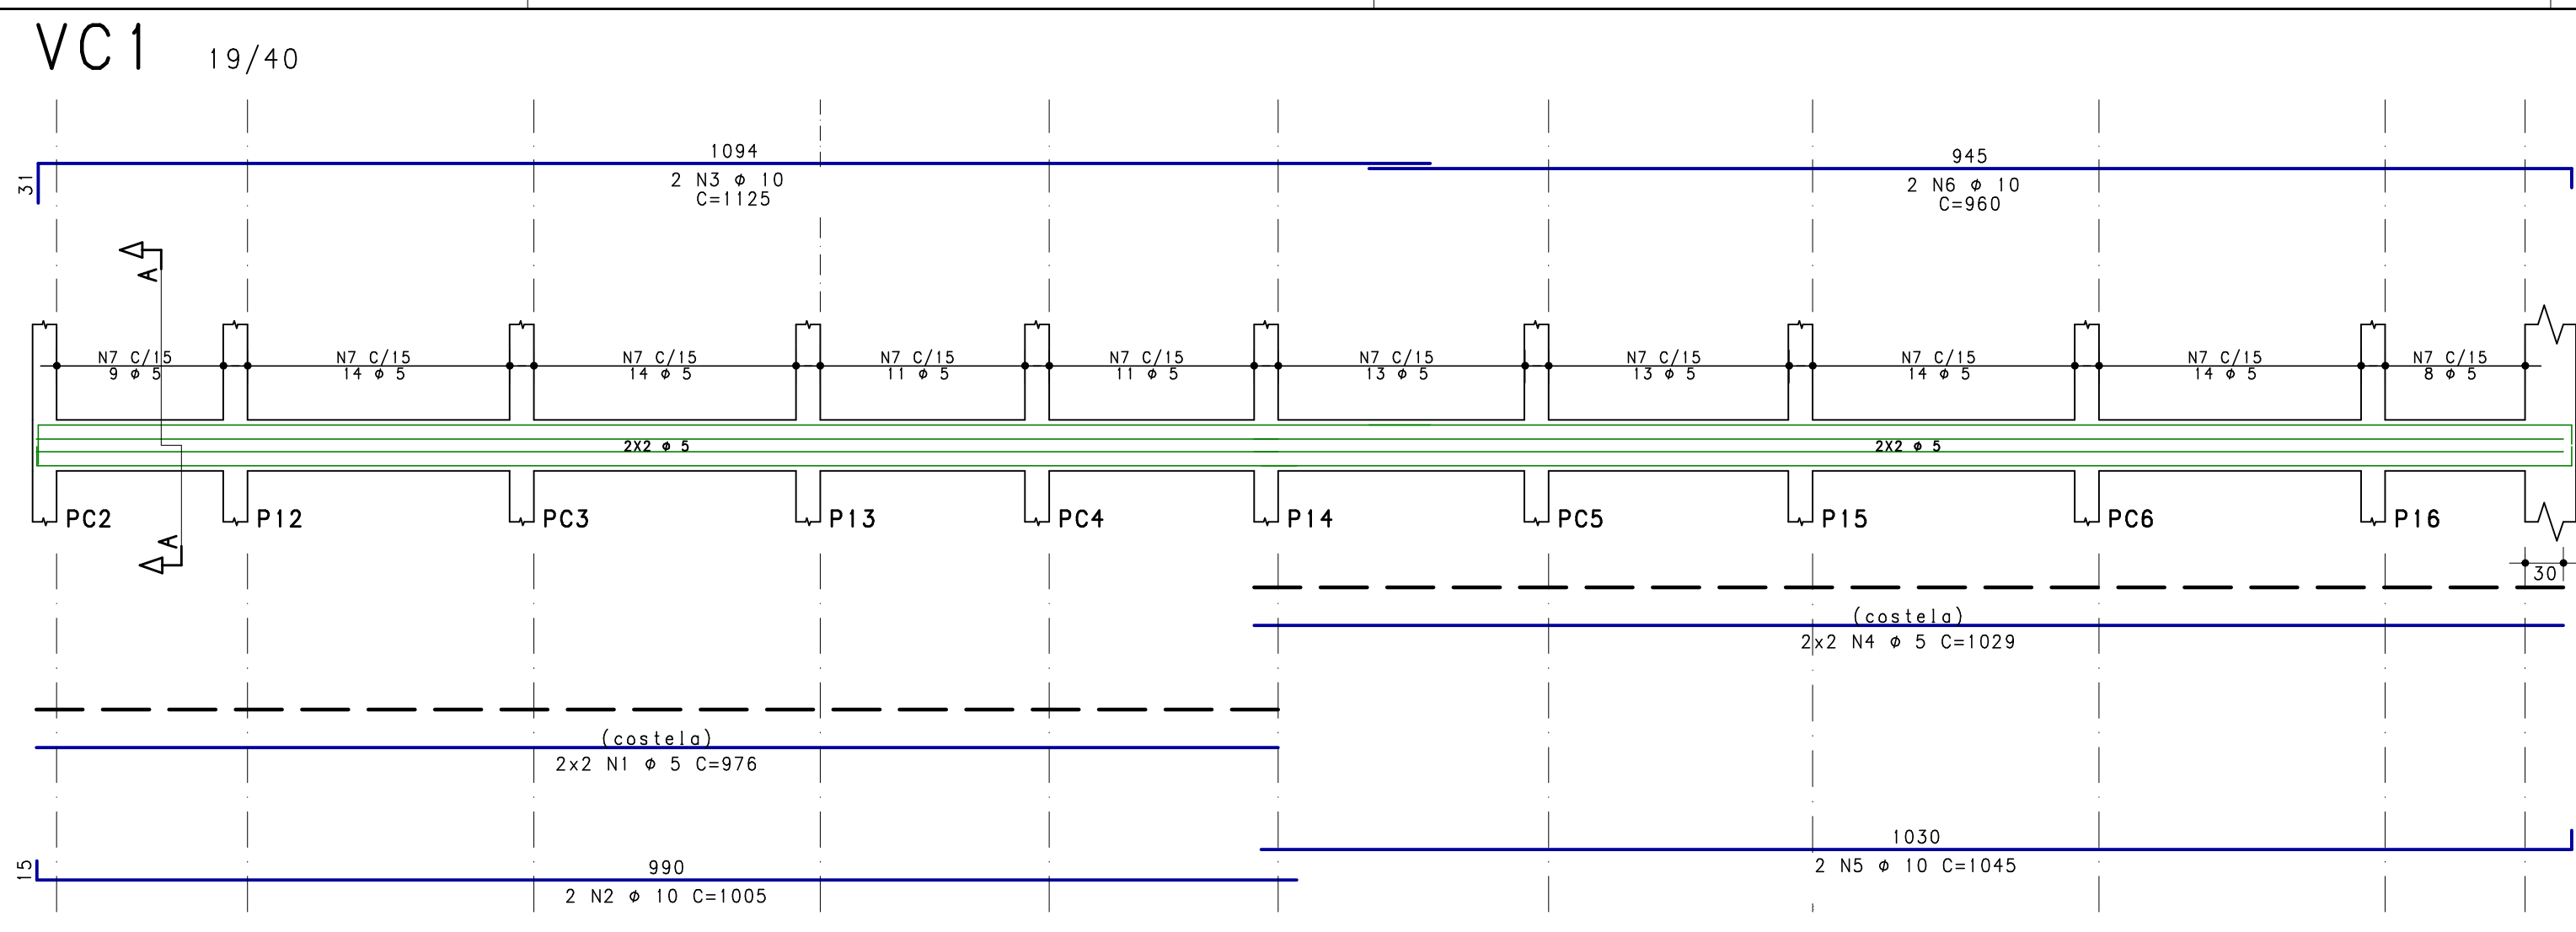 VC1 19/40
1094
945
31
2 N3 ϕ 10
C=1125
2 N6 ϕ 10
C=960
A
N7 C/15 N7 C/15 N7 C/15 N7 C/15 N7 C/15 N7 C/15 N7 C/15 N7 C/15 N7 C/15 N7 C/15
9 ϕ 5 14 ϕ 5 14 ϕ 5 11 ϕ 5 11 ϕ 5 13 ϕ 5 13 ϕ 5 14 ϕ 5 14 ϕ 5 8 ϕ 5
2X2 ϕ 5 2X2 ϕ 5
PC2 P12 PC3 P13 PC4 P14 PC5 P15 PC6 P16
A
30
(costela)
2x2 N4 ϕ 5 C=1029
(costela)
2x2 N1 ϕ 5 C=976
1030
2 N5 ϕ 10 C=1045
15
990
2 N2 ϕ 10 C=1005